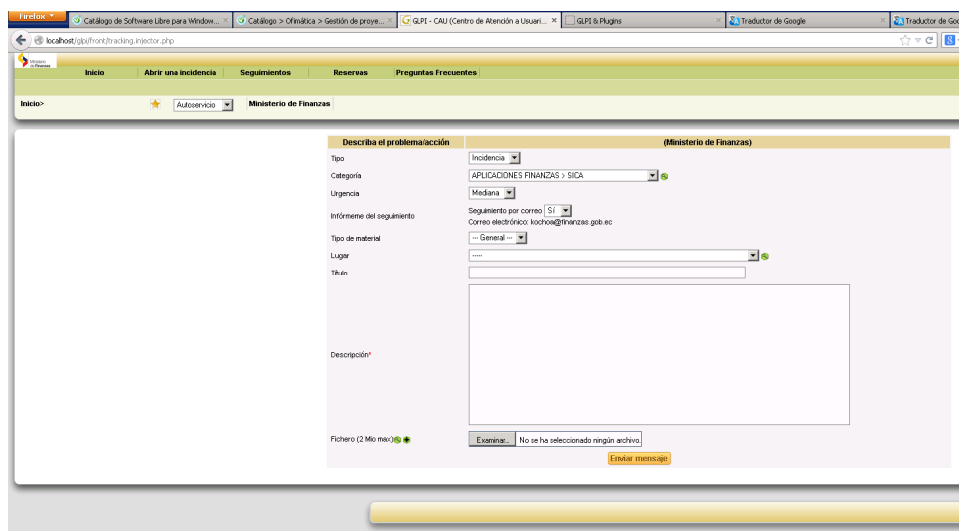 Firefox
Catálogo de Software Libre para Window...
Catálogo > Ofimática > Gestión de proye...
GLPI - CAU (Centro de Atención a Usuari...
GLPI & Plugins
Traductor de Google
Traductor de Goo
localhost/glpi/front/tracking.injector.php
Ministerio de Finanzas
Inicio Abrir una incidencia Seguimientos Reservas Preguntas Frecuentes
Inicio> Autoservicio Ministerio de Finanzas
Describa el problema/acción (Ministerio de Finanzas)
Tipo Incidencia
Categoría APLICACIONES FINANZAS > SICA
Urgencia Mediana
Infórmeme del seguimiento Seguimiento por correo Sí
Correo electrónico: kochoa@finanzas.gob.ec
Tipo de material --- General ---
Lugar -----
Título
Descripción*
Fichero (2 Mio max) Examinar... No se ha seleccionado ningún archivo.
Enviar mensaje